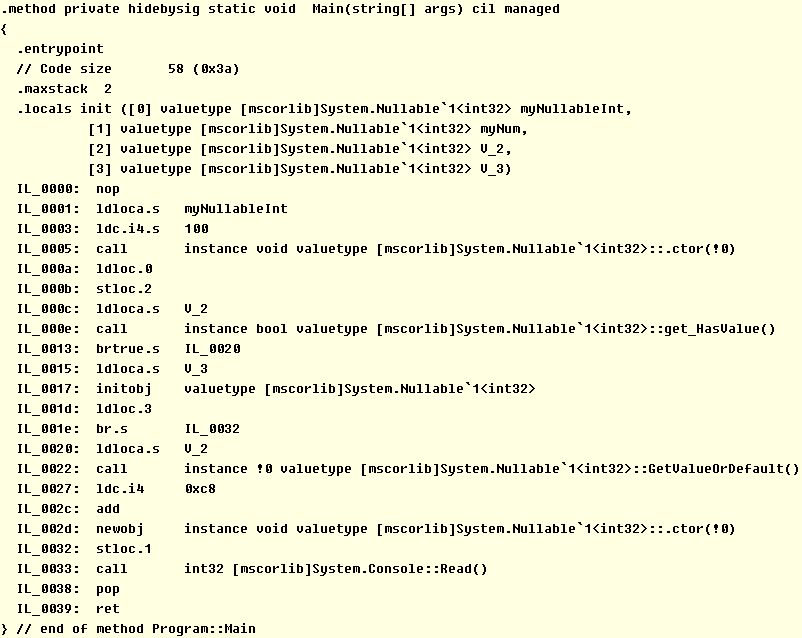 .method private hidebysig static void  Main(string[] args) cil managed
{
  .entrypoint
  // Code size       58 (0x3a)
  .maxstack  2
  .locals init ([0] valuetype [mscorlib]System.Nullable`1<int32> myNullableInt,
           [1] valuetype [mscorlib]System.Nullable`1<int32> myNum,
           [2] valuetype [mscorlib]System.Nullable`1<int32> V_2,
           [3] valuetype [mscorlib]System.Nullable`1<int32> V_3)
  IL_0000:  nop
  IL_0001:  ldloca.s   myNullableInt
  IL_0003:  ldc.i4.s   100
  IL_0005:  call       instance void valuetype [mscorlib]System.Nullable`1<int32>::.ctor(!0)
  IL_000a:  ldloc.0
  IL_000b:  stloc.2
  IL_000c:  ldloca.s   V_2
  IL_000e:  call       instance bool valuetype [mscorlib]System.Nullable`1<int32>::get_HasValue()
  IL_0013:  brtrue.s   IL_0020
  IL_0015:  ldloca.s   V_3
  IL_0017:  initobj    valuetype [mscorlib]System.Nullable`1<int32>
  IL_001d:  ldloc.3
  IL_001e:  br.s       IL_0032
  IL_0020:  ldloca.s   V_2
  IL_0022:  call       instance !0 valuetype [mscorlib]System.Nullable`1<int32>::GetValueOrDefault()
  IL_0027:  ldc.i4     0xc8
  IL_002c:  add
  IL_002d:  newobj     instance void valuetype [mscorlib]System.Nullable`1<int32>::.ctor(!0)
  IL_0032:  stloc.1
  IL_0033:  call       int32 [mscorlib]System.Console::Read()
  IL_0038:  pop
  IL_0039:  ret
} // end of method Program::Main